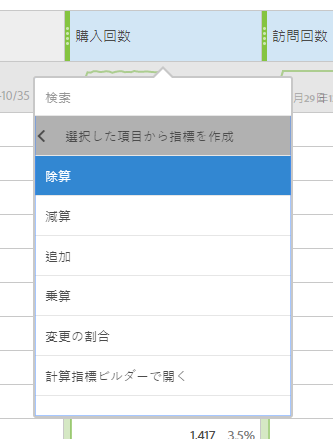 購入回数
訪問回数
-10/35
月29日
検索
選択した項目から指標を作成
除算
減算
追加
乗算
変更の割合
計算指標ビルダーで開く
1,417 3.5%